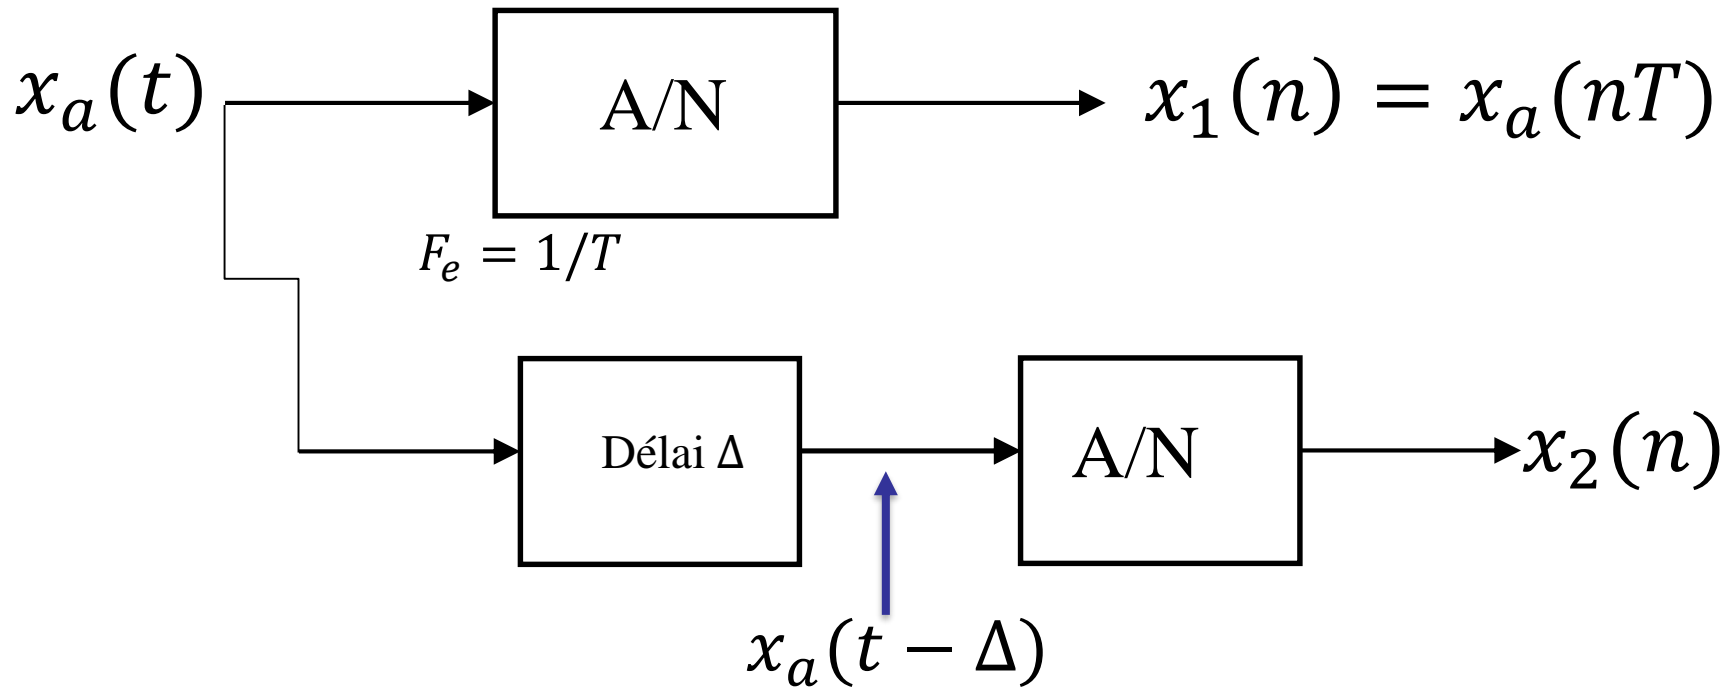 xₐ(t)
A/N
x₁(n) = xₐ(nT)
Fₑ = 1/T
Délai Δ
A/N
x₂(n)
xₐ(t − Δ)